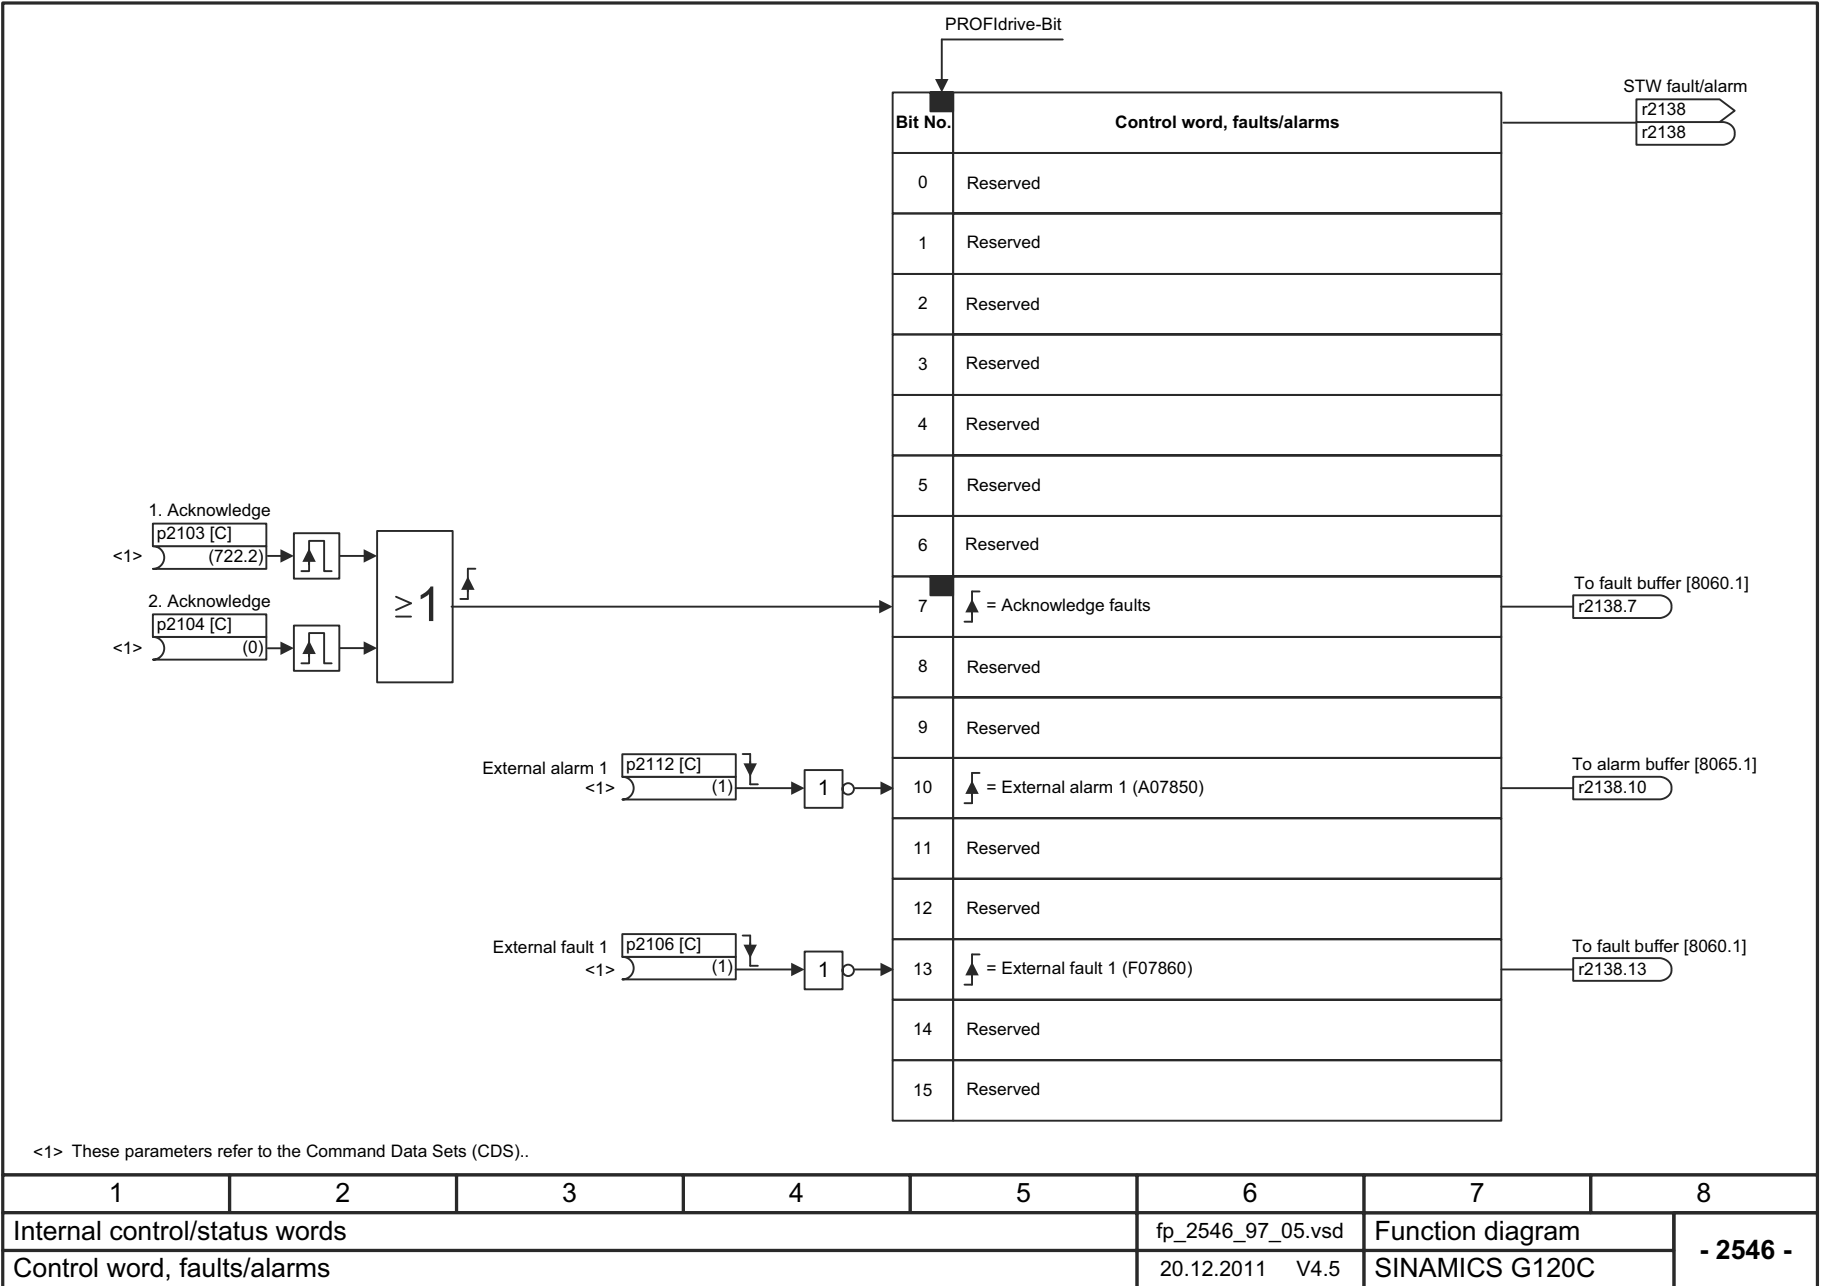 PROFIdrive-Bit
STW fault/alarm
r2138
r2138
Bit No. Control word, faults/alarms
0 Reserved
1 Reserved
2 Reserved
3 Reserved
4 Reserved
5 Reserved
1. Acknowledge
p2103 [C]
<1> (722.2)
6 Reserved
2. Acknowledge
p2104 [C]
<1> (0)
≥1
7 = Acknowledge faults
To fault buffer [8060.1]
r2138.7
8 Reserved
9 Reserved
External alarm 1 p2112 [C]
<1> (1) 1
10 = External alarm 1 (A07850)
To alarm buffer [8065.1]
r2138.10
11 Reserved
12 Reserved
External fault 1 p2106 [C]
<1> (1) 1
13 = External fault 1 (F07860)
To fault buffer [8060.1]
r2138.13
14 Reserved
15 Reserved
<1> These parameters refer to the Command Data Sets (CDS)..
1 2 3 4 5 6 7 8
Internal control/status words fp_2546_97_05.vsd Function diagram
- 2546 -
Control word, faults/alarms 20.12.2011 V4.5 SINAMICS G120C